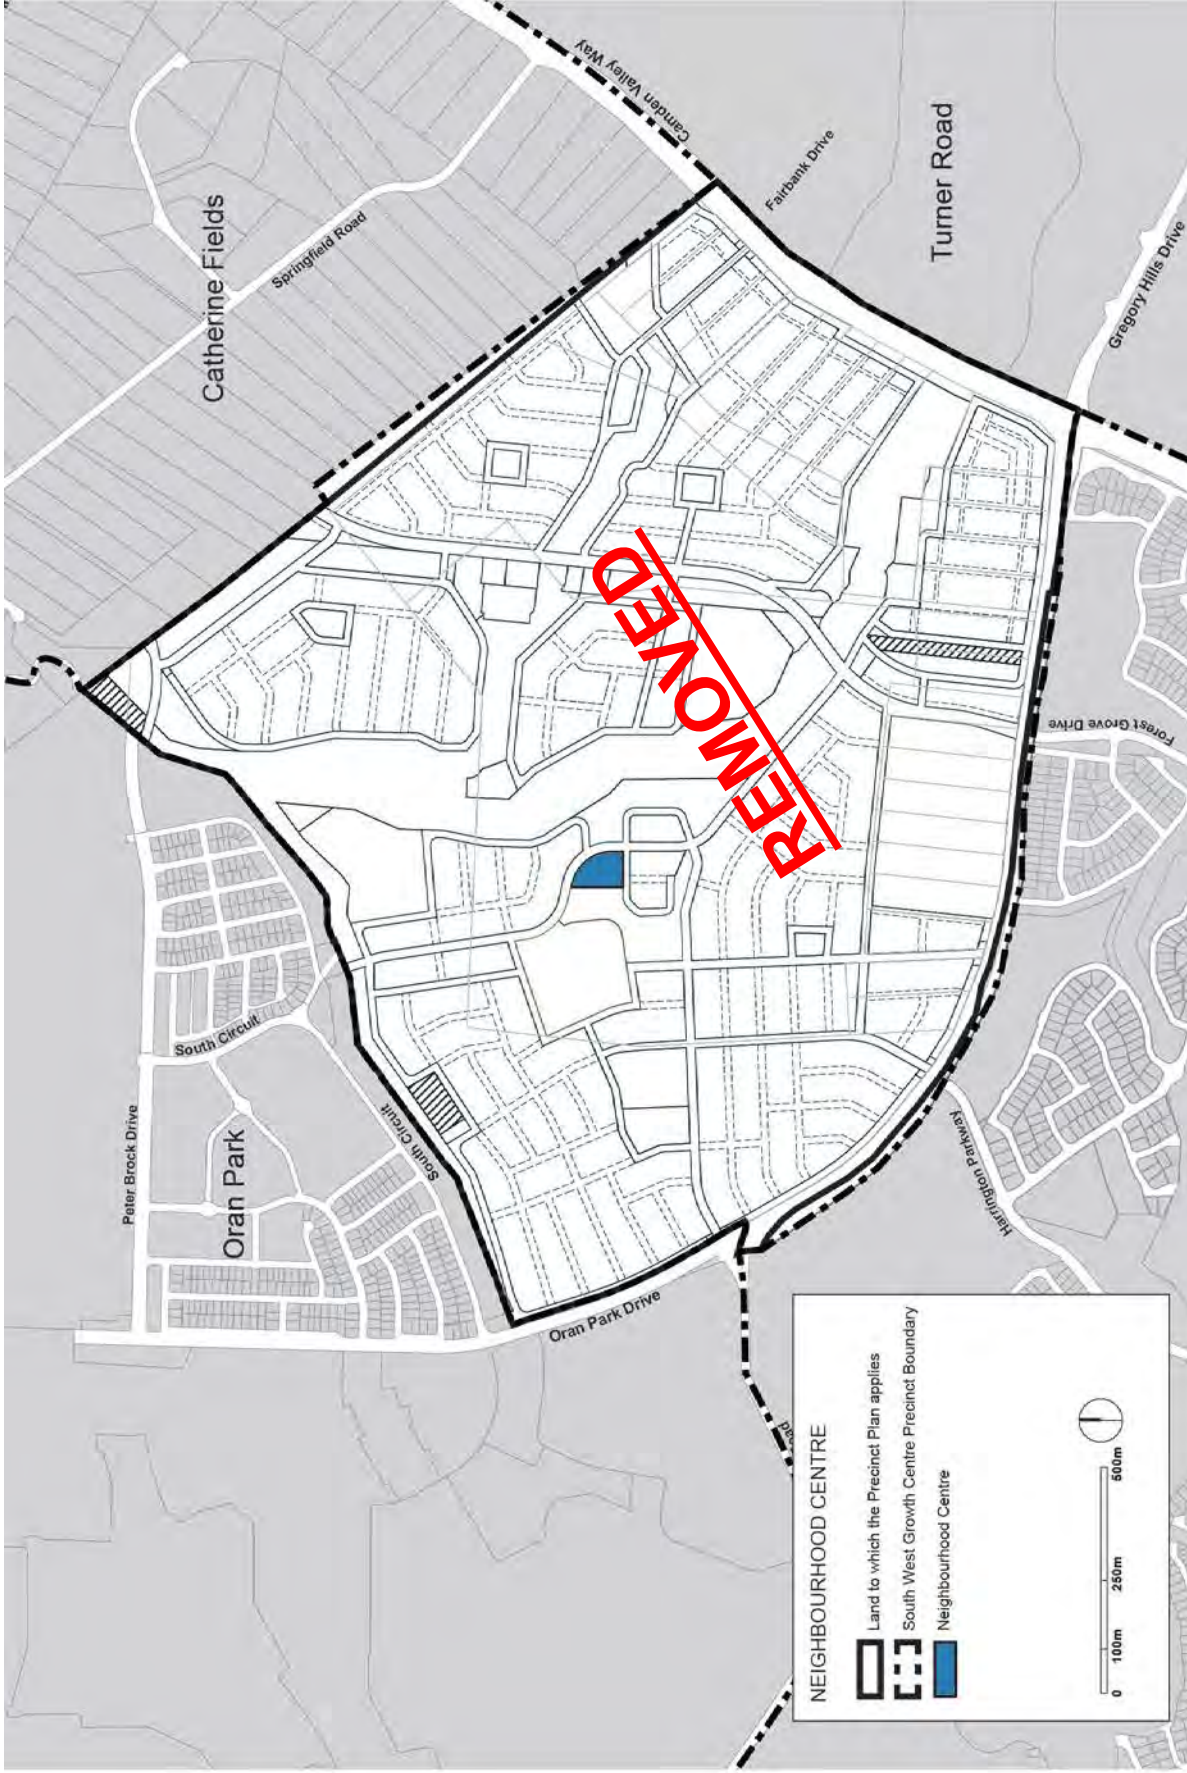 Catherine Fields
Springfield Road
Camden Valley Way
Fairbank Drive
Turner Road
Gregory Hills Drive
Peter Brock Drive
South Circuit
Oran Park
South Circuit
Oran Park Drive
Forest Grove Drive
Harrington Parkway
REMOVED
NEIGHBOURHOOD CENTRE
Land to which the Precinct Plan applies
South West Growth Centre Precinct Boundary
Neighbourhood Centre
0 100m 250m 500m